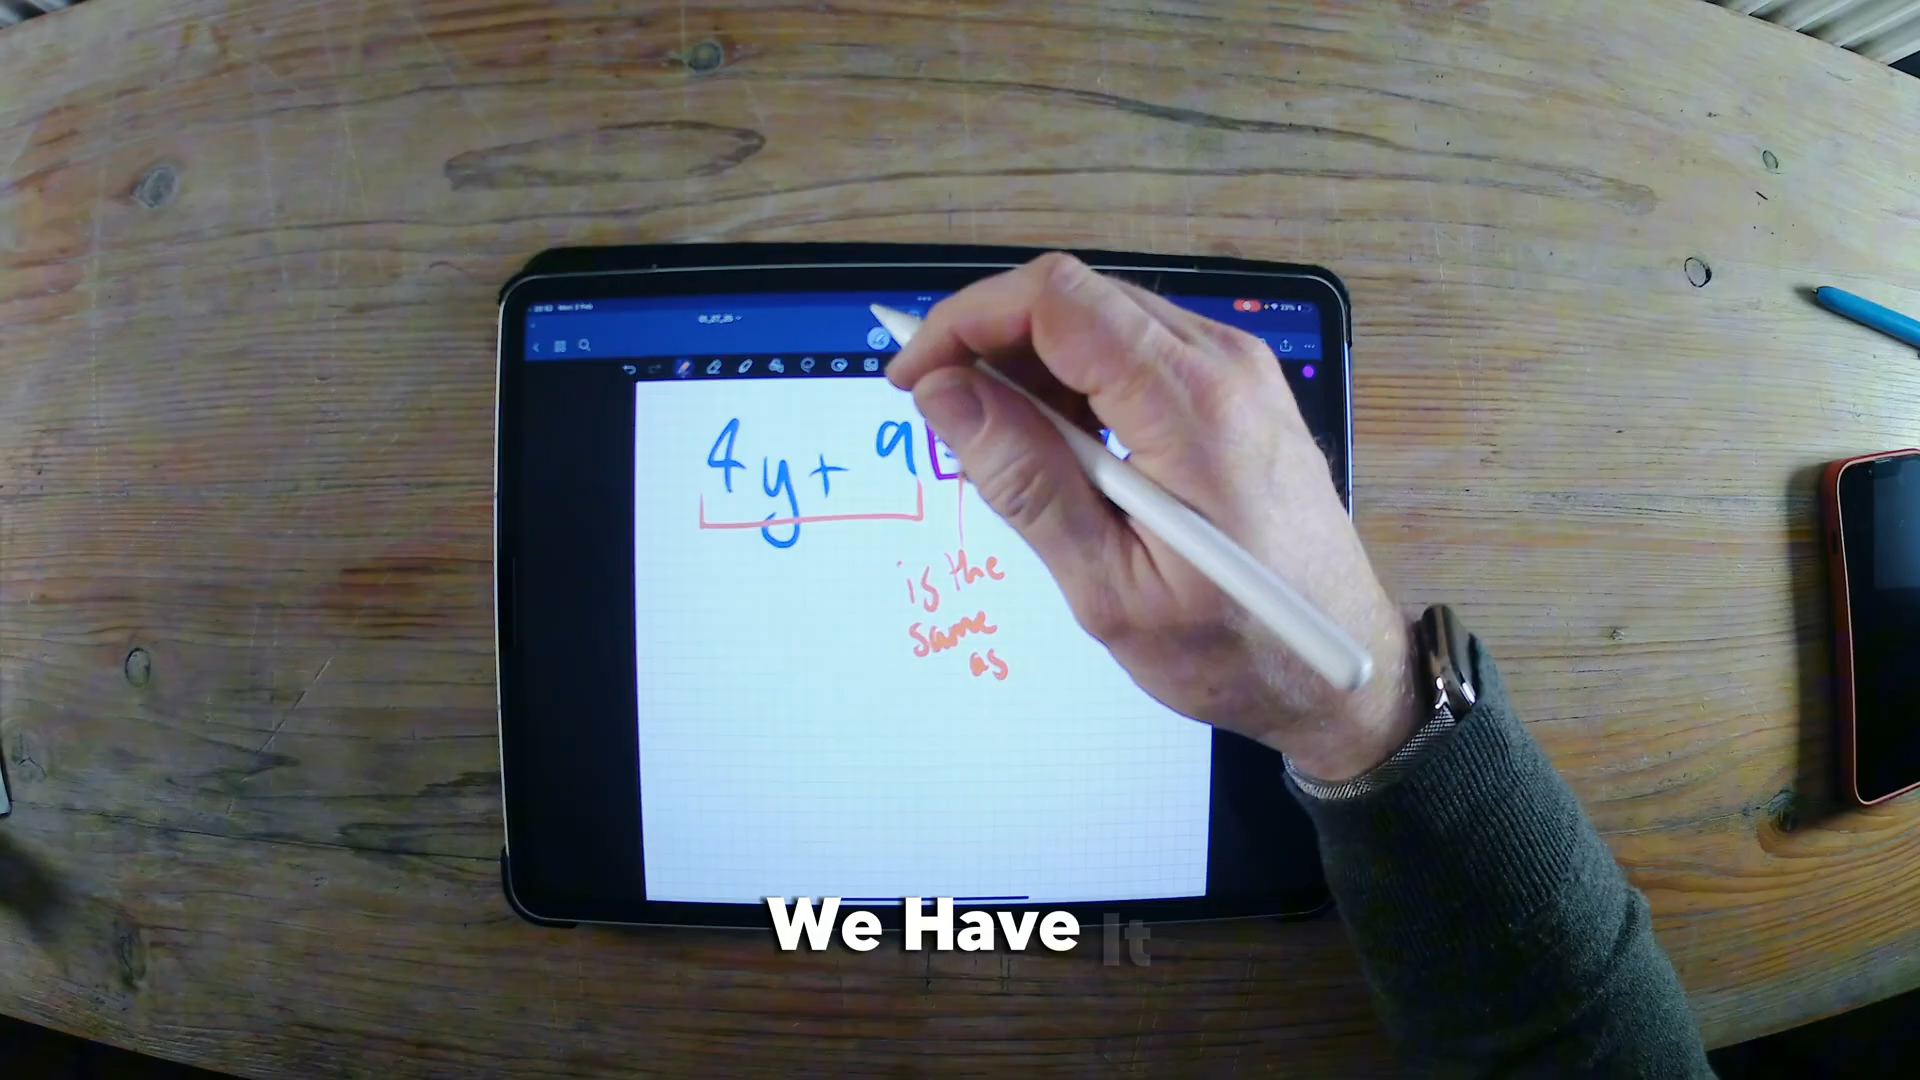 4y + 9
is the
same
as
We Have It